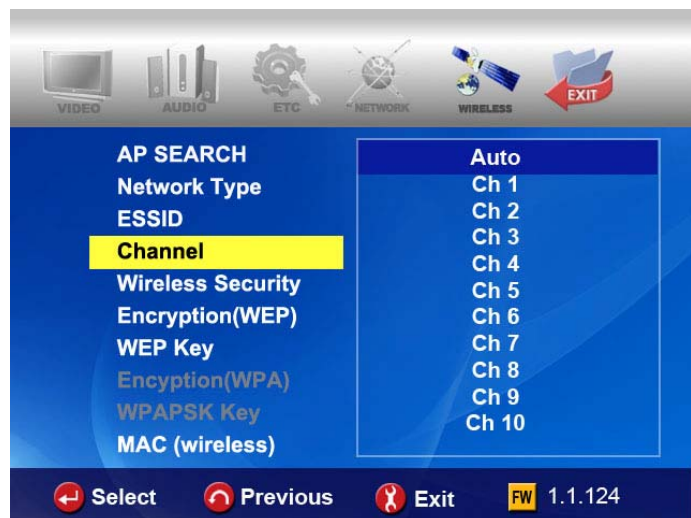 VIDEO AUDIO ETC NETWORK WIRELESS EXIT
AP SEARCH
Network Type
ESSID
Channel
Wireless Security
Encryption(WEP)
WEP Key
Encyption(WPA)
WPAPSK Key
MAC (wireless)
Auto
Ch 1
Ch 2
Ch 3
Ch 4
Ch 5
Ch 6
Ch 7
Ch 8
Ch 9
Ch 10
Select Previous Exit FW 1.1.124